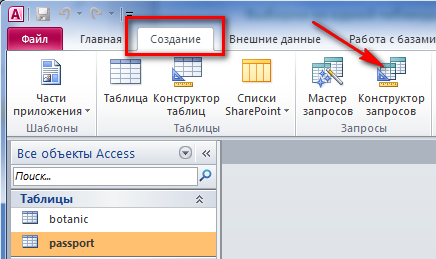 A
Файл Главная Создание Внешние данные Работа с базами
Части приложения
Таблица
Конструктор таблиц
Списки SharePoint
Мастер запросов
Конструктор запросов
Шаблоны Таблицы Запросы
Все объекты Access
Поиск...
Таблицы
botanic
passport